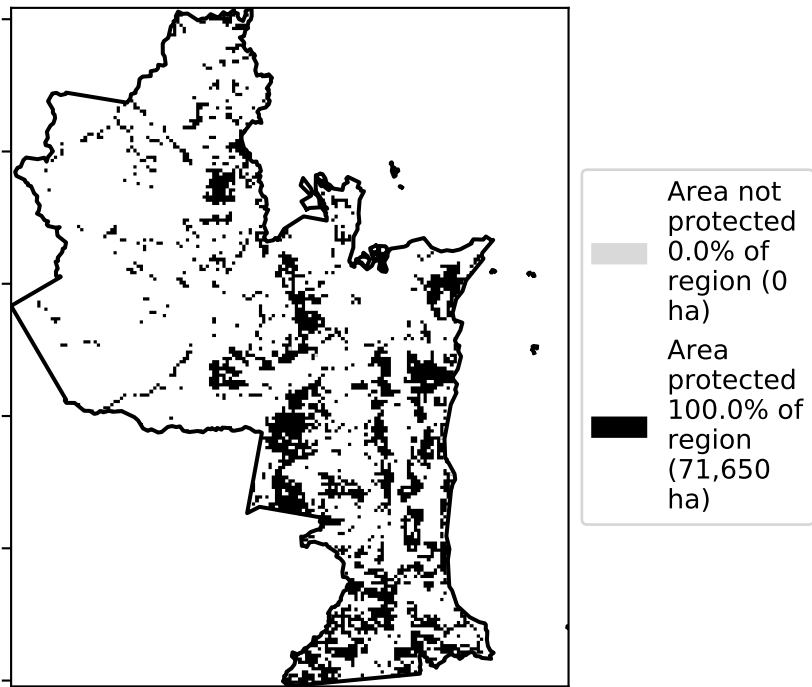 Area not
protected
0.0% of
region (0
ha)
Area
protected
100.0% of
region
(71,650
ha)